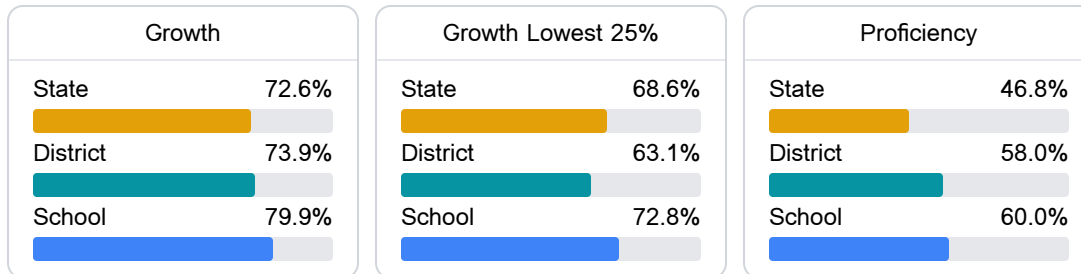 Growth
State 72.6%
District 73.9%
School 79.9%
Growth Lowest 25%
State 68.6%
District 63.1%
School 72.8%
Proficiency
State 46.8%
District 58.0%
School 60.0%